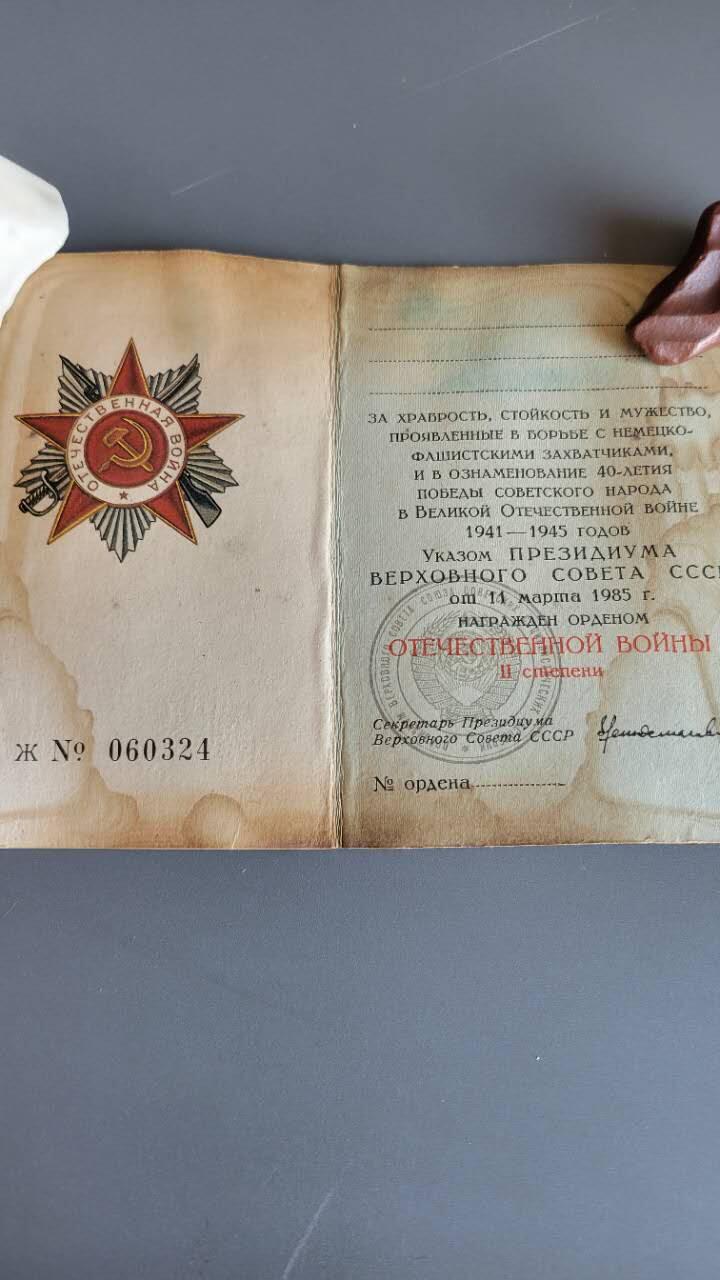 ОТЕЧЕСТВЕННАЯ ВОЙНА
Ж № 060324
ЗА ХРАБРОСТЬ, СТОЙКОСТЬ И МУЖЕСТВО,
ПРОЯВЛЕННЫЕ В БОРЬБЕ С НЕМЕЦКО-
ФАШИСТСКИМИ ЗАХВАТЧИКАМИ,
И В ОЗНАМЕНОВАНИЕ 40-ЛЕТИЯ
ПОБЕДЫ СОВЕТСКОГО НАРОДА
В ВЕЛИКОЙ ОТЕЧЕСТВЕННОЙ ВОЙНЕ
1941—1945 ГОДОВ
УКАЗОМ ПРЕЗИДИУМА
ВЕРХОВНОГО СОВЕТА СССР
от 11 марта 1985 г.
НАГРАЖДЕН ОРДЕНОМ
ОТЕЧЕСТВЕННОЙ ВОЙНЫ
II степени
Секретарь Президиума
Верховного Совета СССР
№ ордена